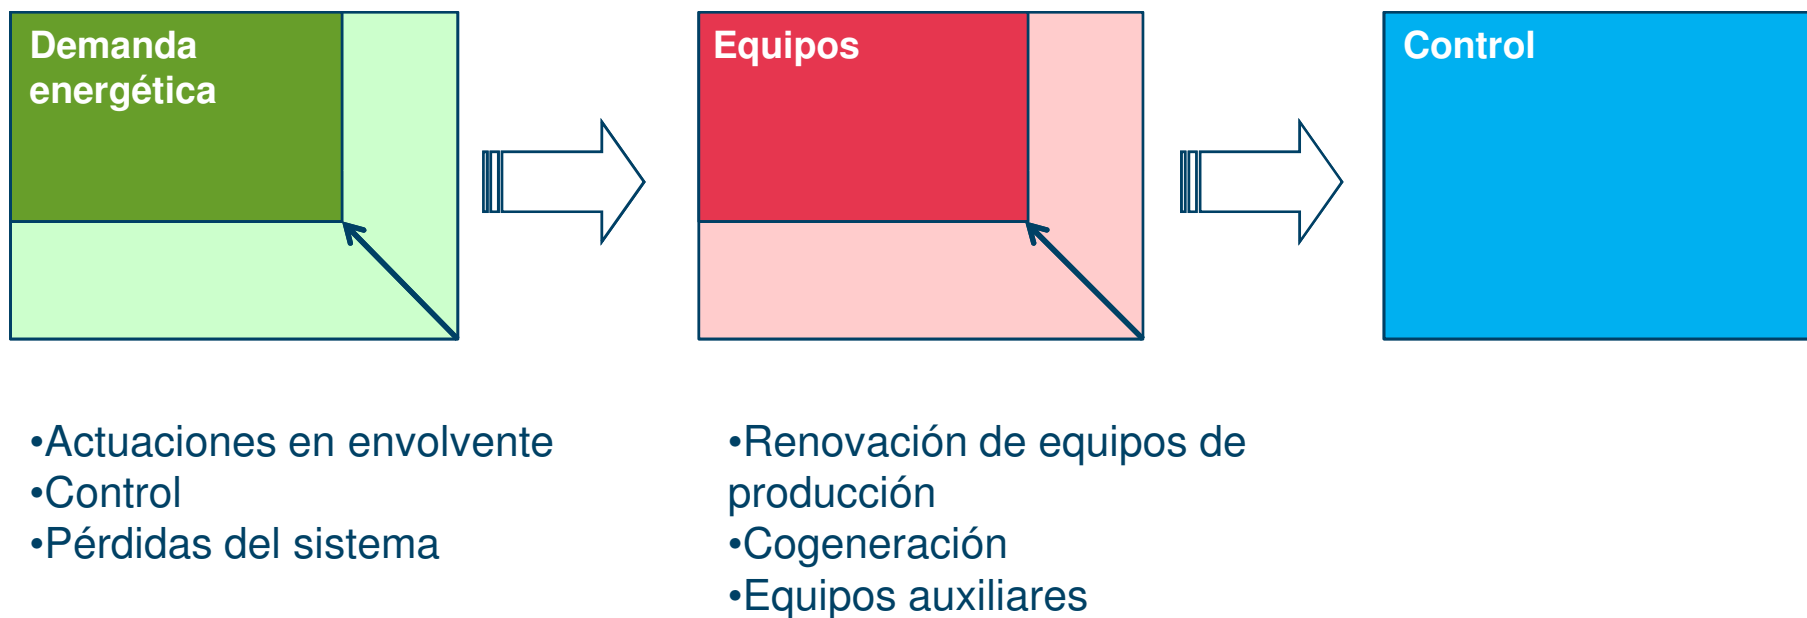 Demanda
energética
Equipos
Control
•Actuaciones en envolvente
•Control
•Pérdidas del sistema
•Renovación de equipos de
producción
•Cogeneración
•Equipos auxiliares